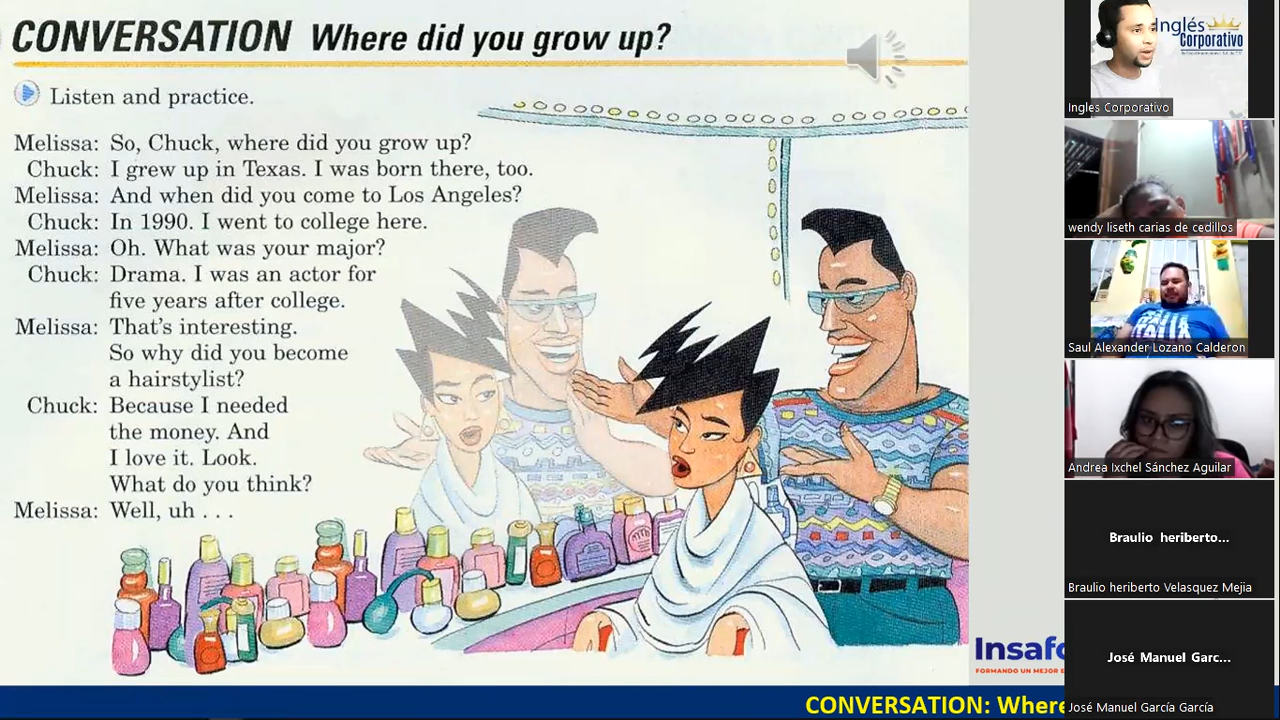 CONVERSATION Where did you grow up?
Listen and practice.
Melissa: So, Chuck, where did you grow up?
Chuck: I grew up in Texas. I was born there, too.
Melissa: And when did you come to Los Angeles?
Chuck: In 1990. I went to college here.
Melissa: Oh. What was your major?
Chuck: Drama. I was an actor for
five years after college.
Melissa: That's interesting.
So why did you become
a hairstylist?
Chuck: Because I needed
the money. And
I love it. Look.
What do you think?
Melissa: Well, uh . . .
Insafo
FORMANDO UN MEJOR
CONVERSATION: Where
Inglés
Corporativo
Ingles Corporativo
wendy liseth carias de cedillos
Saul Alexander Lozano Calderon
Andrea Ixchel Sánchez Aguilar
Braulio heriberto...
Braulio heriberto Velasquez Mejia
José Manuel Garc...
José Manuel García García